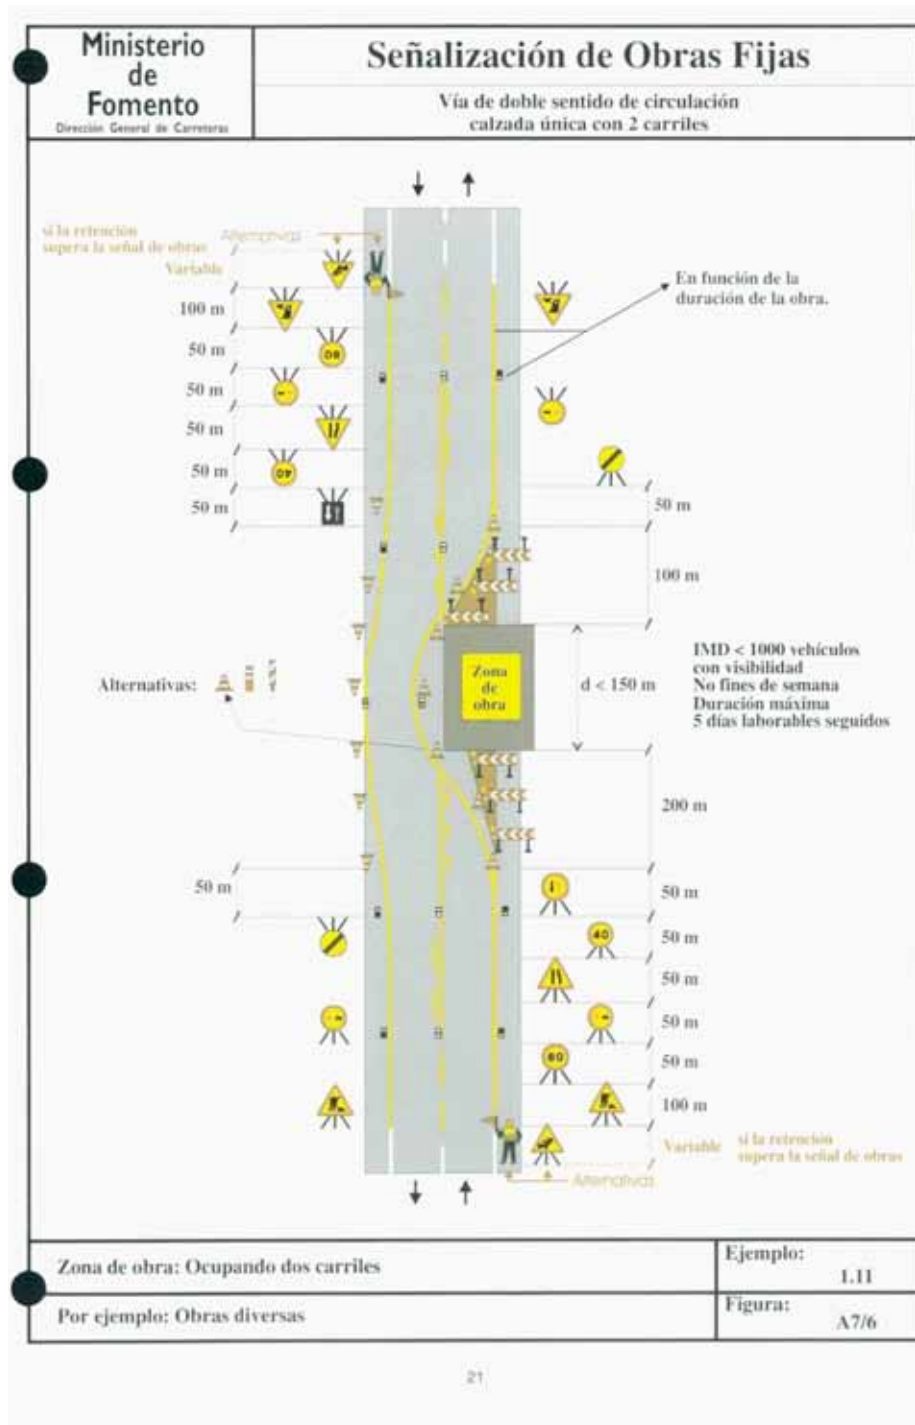 Ministerio
de
Fomento
Dirección General de Carreteras
Señalización de Obras Fijas
Vía de doble sentido de circulación
calzada única con 2 carriles
si la retención
supera la señal de obras
Alternativas
Variable
100 m
50 m
50 m
50 m
50 m
50 m
80
40
En función de la
duración de la obra.
50 m
100 m
Alternativas:
Zona
de
obra
d < 150 m
IMD < 1000 vehículos
con visibilidad
No fines de semana
Duración máxima
5 días laborables seguidos
200 m
50 m
50 m
40
50 m
50 m
50 m
60
50 m
100 m
Variable
si la retención
supera la señal de obras
Alternativas
Zona de obra: Ocupando dos carriles
Ejemplo:
1.11
Por ejemplo: Obras diversas
Figura:
A7/6
21